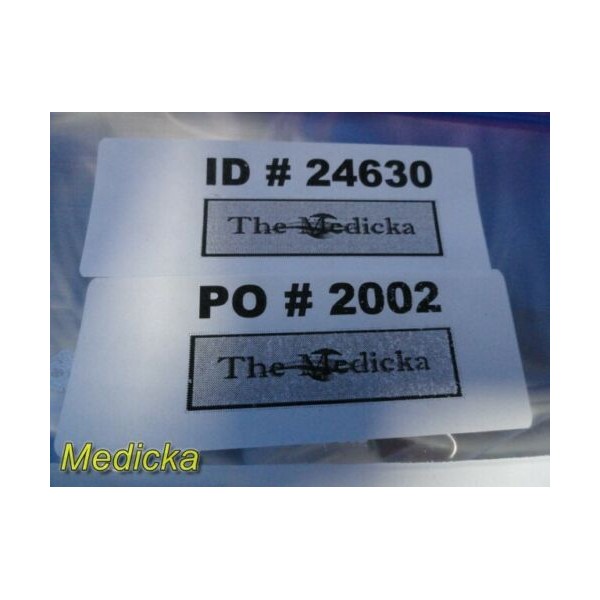 ID # 24630
The Medicka
PO # 2002
The Medicka
Medicka